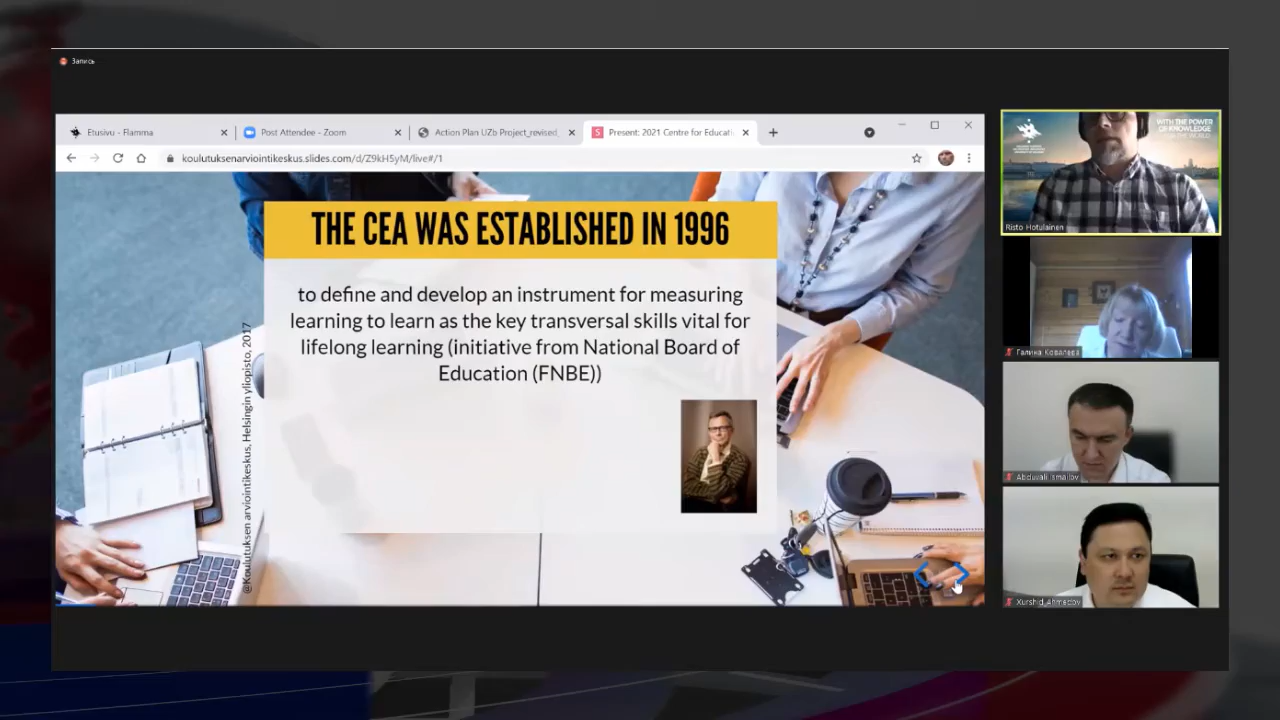 Запись
Etusivu - Flamma
Post Attendee - Zoom
Action Plan UZb Project_revised_
Present: 2021 Centre for Educati
koulutuksenarviointikeskus.slides.com/d/Z9kH5yM/live#/1
THE CEA WAS ESTABLISHED IN 1996
to define and develop an instrument for measuring
learning to learn as the key transversal skills vital for
lifelong learning (initiative from National Board of
Education (FNBE))
@Koulutuksen arviointikeskus, Helsingin yliopisto, 2017
WITH THE POWER
OF KNOWLEDGE
Risto Hotulainen
Галина Ковалева
Abduvali Ismailov
Xurshid Ahmedov